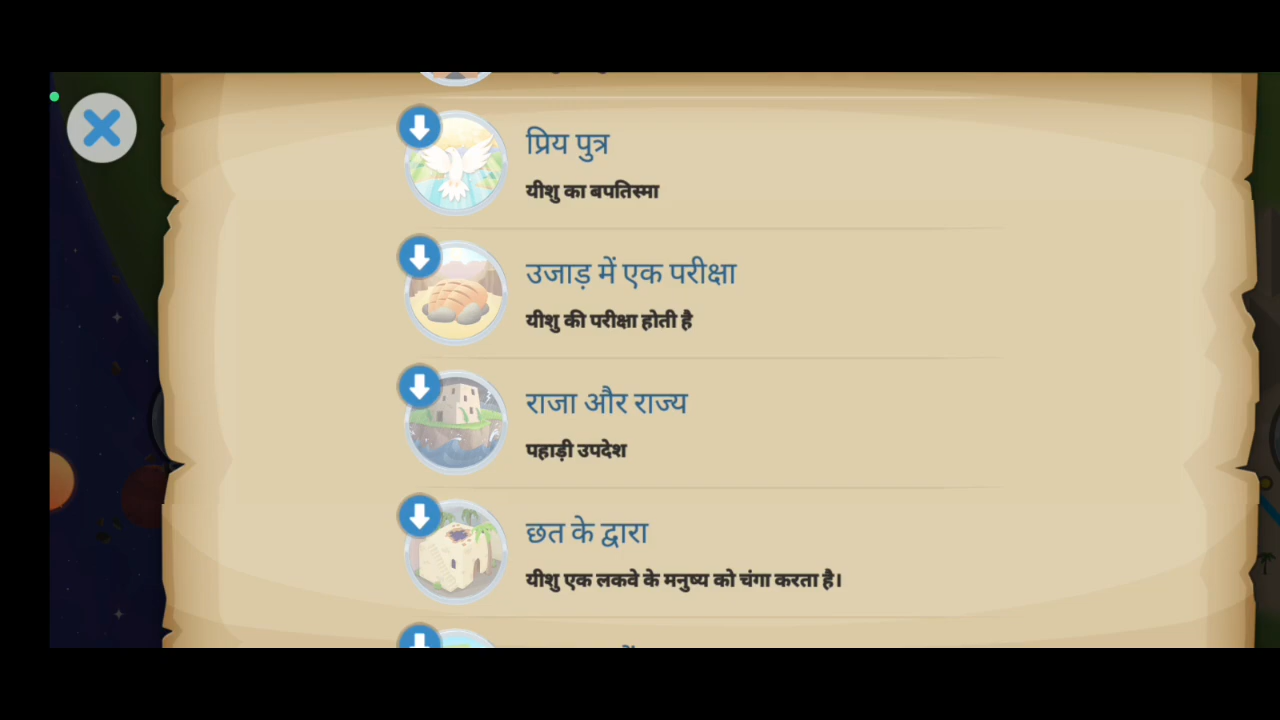 प्रिय पुत्र
यीशु का बपतिस्मा
उजाड़ में एक परीक्षा
यीशु की परीक्षा होती है
राजा और राज्य
पहाड़ी उपदेश
छत के द्वारा
यीशु एक लकवे के मनुष्य को चंगा करता है।